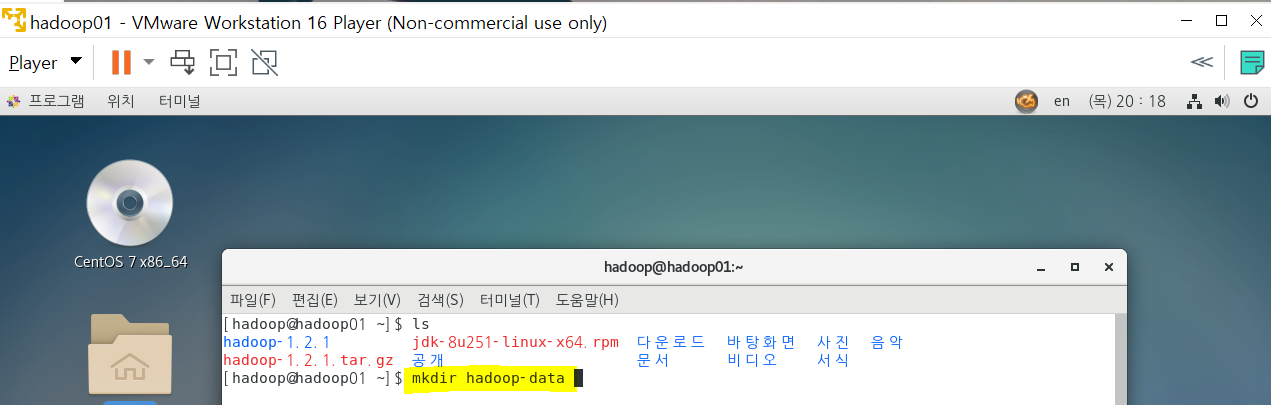 hadoop01 - VMware Workstation 16 Player (Non-commercial use only)
Player
프로그램 위치 터미널 en (목) 20 : 18
CentOS 7 x86_64
hadoop@hadoop01:~
파일(F) 편집(E) 보기(V) 검색(S) 터미널(T) 도움말(H)
[hadoop@hadoop01 ~]$ ls
hadoop-1.2.1 jdk-8u251-linux-x64.rpm 다운로드 바탕화면 사진 음악
hadoop-1.2.1.tar.gz 공개 문서 비디오 서식
[hadoop@hadoop01 ~]$ mkdir hadoop-data